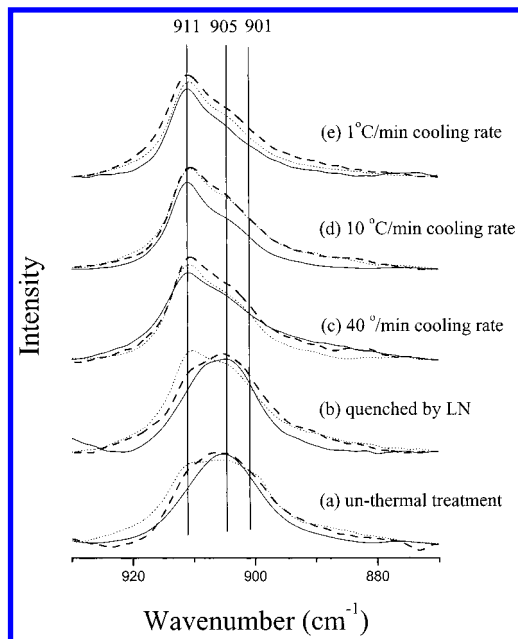 911 905 901
(e) 1°C/min cooling rate
(d) 10 °C/min cooling rate
(c) 40 °/min cooling rate
(b) quenched by LN
(a) un-thermal treatment
Intensity
920 900 880
Wavenumber (cm⁻¹)